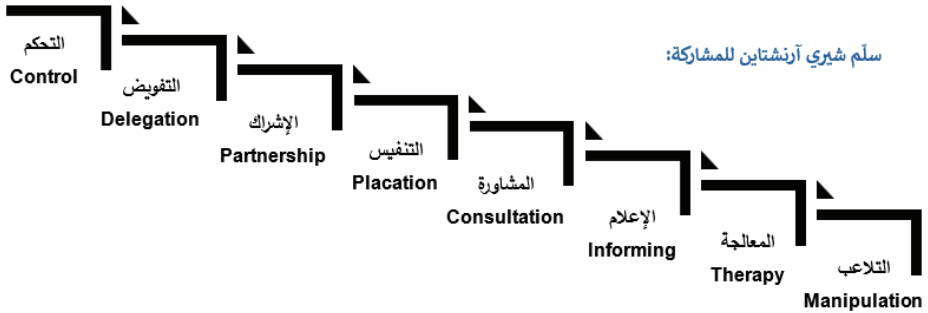 سلّم شيري آرنشتاين للمشاركة:
التحكم
Control
التفويض
Delegation
الإشراك
Partnership
التنفيس
Placation
المشاورة
Consultation
الإعلام
Informing
المعالجة
Therapy
التلاعب
Manipulation